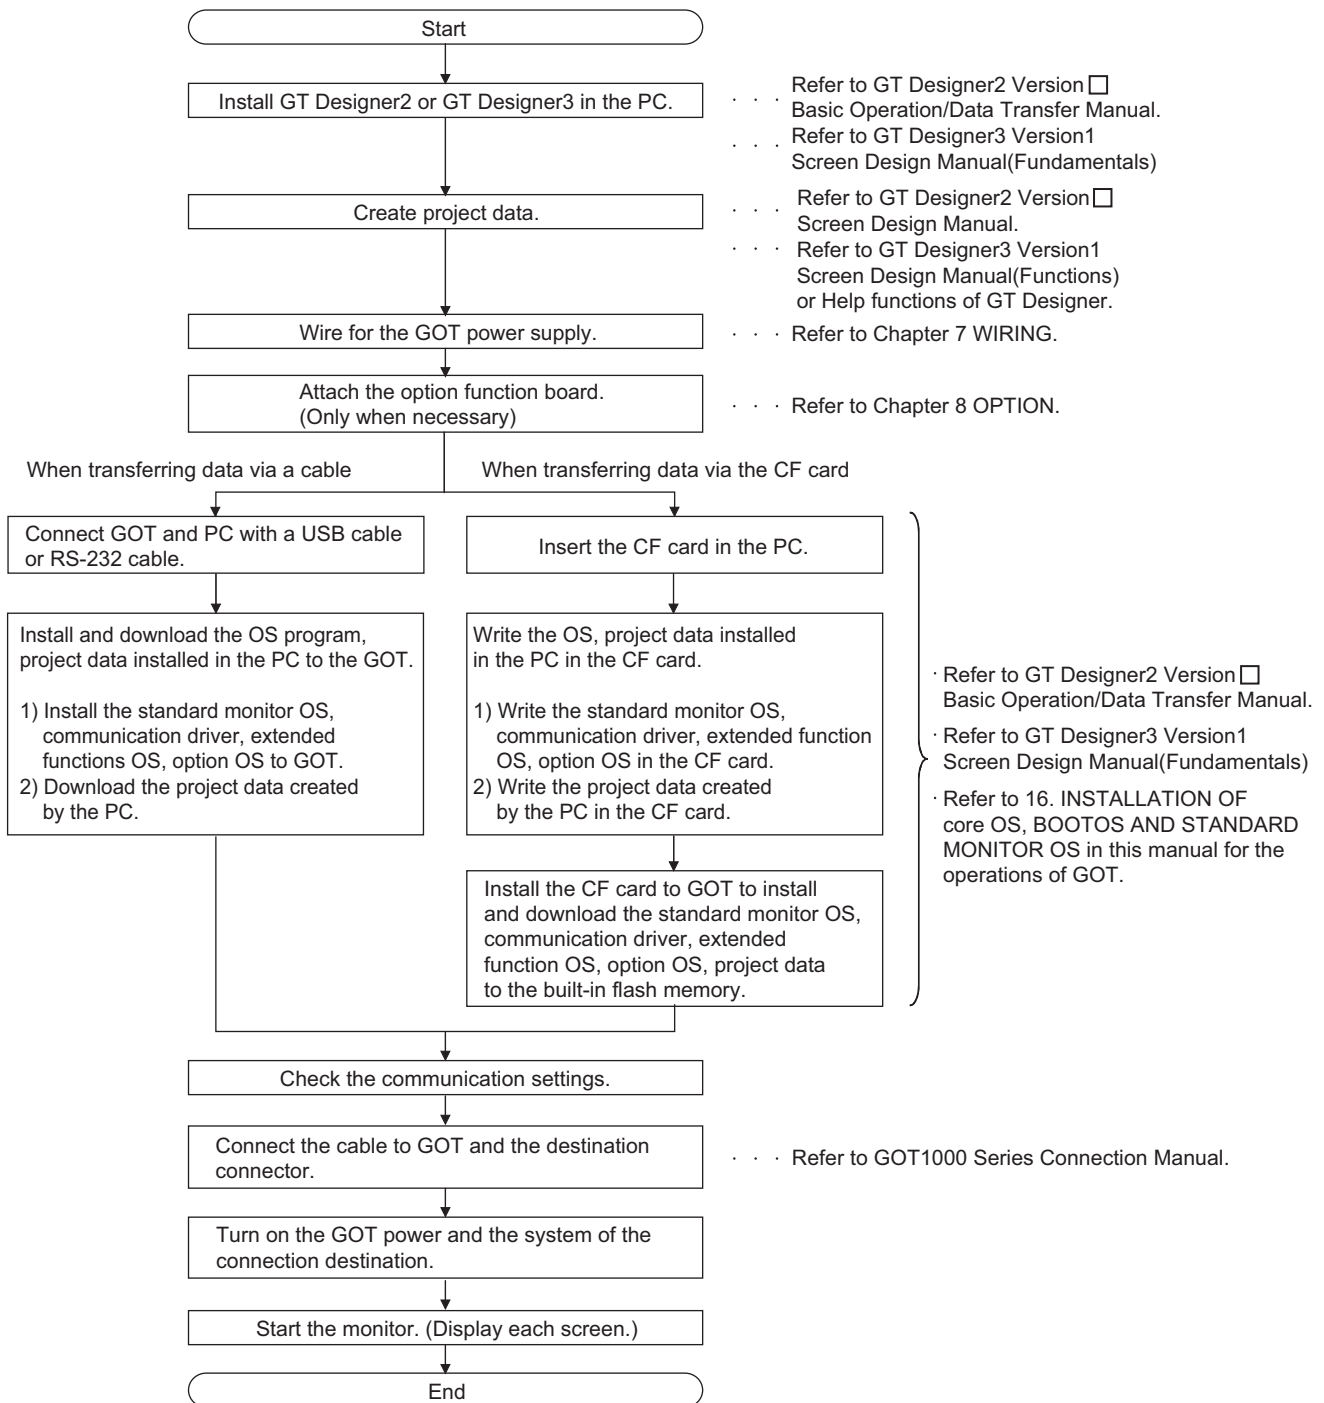 Start
Install GT Designer2 or GT Designer3 in the PC.
· · · Refer to GT Designer2 Version □
Basic Operation/Data Transfer Manual.
· · · Refer to GT Designer3 Version1
Screen Design Manual(Fundamentals)
Create project data.
· · · Refer to GT Designer2 Version □
Screen Design Manual.
· · · Refer to GT Designer3 Version1
Screen Design Manual(Functions)
or Help functions of GT Designer.
Wire for the GOT power supply.
· · · Refer to Chapter 7 WIRING.
Attach the option function board.
(Only when necessary)
· · · Refer to Chapter 8 OPTION.
When transferring data via a cable
Connect GOT and PC with a USB cable
or RS-232 cable.
Install and download the OS program,
project data installed in the PC to the GOT.
1) Install the standard monitor OS,
communication driver, extended
functions OS, option OS to GOT.
2) Download the project data created
by the PC.
When transferring data via the CF card
Insert the CF card in the PC.
Write the OS, project data installed
in the PC in the CF card.
1) Write the standard monitor OS,
communication driver, extended function
OS, option OS in the CF card.
2) Write the project data created
by the PC in the CF card.
Install the CF card to GOT to install
and download the standard monitor OS,
communication driver, extended
function OS, option OS, project data
to the built-in flash memory.
· Refer to GT Designer2 Version □
Basic Operation/Data Transfer Manual.
· Refer to GT Designer3 Version1
Screen Design Manual(Fundamentals)
· Refer to 16. INSTALLATION OF
core OS, BOOTOS AND STANDARD
MONITOR OS in this manual for the
operations of GOT.
Check the communication settings.
Connect the cable to GOT and the destination
connector.
· · · Refer to GOT1000 Series Connection Manual.
Turn on the GOT power and the system of the
connection destination.
Start the monitor. (Display each screen.)
End